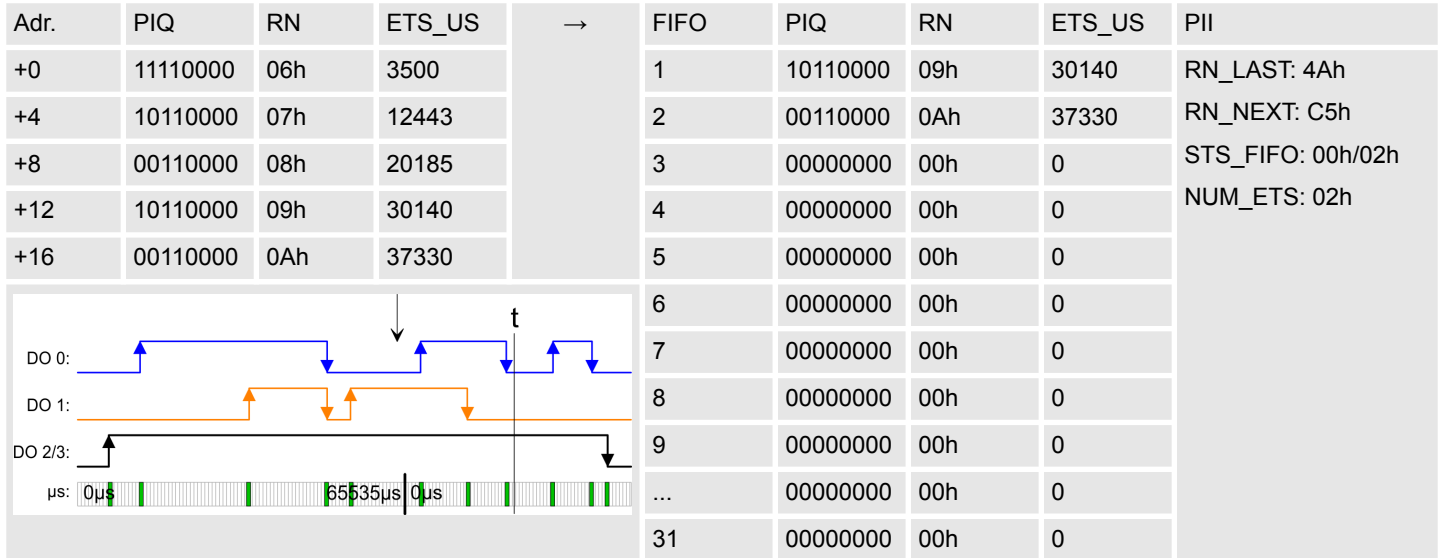 Adr. PIQ RN ETS_US → FIFO PIQ RN ETS_US PII
+0 11110000 06h 3500 1 10110000 09h 30140 RN_LAST: 4Ah
+4 10110000 07h 12443 2 00110000 0Ah 37330 RN_NEXT: C5h
+8 00110000 08h 20185 3 00000000 00h 0 STS_FIFO: 00h/02h
+12 10110000 09h 30140 4 00000000 00h 0 NUM_ETS: 02h
+16 00110000 0Ah 37330 5 00000000 00h 0
6 00000000 00h 0
t
DO 0: 7 00000000 00h 0
DO 1: 8 00000000 00h 0
DO 2/3: 9 00000000 00h 0
µs: 0µs 65535µs 0µs ... 00000000 00h 0
31 00000000 00h 0